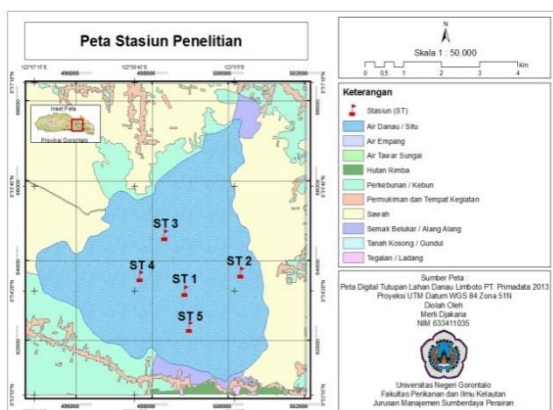 Peta Stasiun Penelitian
Inset Peta
Provinsi Gorontalo
ST 3
ST 4
ST 1
ST 2
ST 5
N
Skala 1 : 50.000
Km
0 0,5 1 2 3 4
Keterangan
Stasiun (ST)
Air Danau / Situ
Air Empang
Air Tawar Sungai
Hutan Rimba
Perkebunan / Kebun
Permukiman dan Tempat Kegiatan
Sawah
Semak Belukar / Alang Alang
Tanah Kosong / Gundul
Tegalan / Ladang
Sumber Peta :
Peta Digital Tutupan Lahan Danau Limboto PT. Primadata 2013
Proyeksi UTM Datum WGS 84 Zona 51N
Diolah Oleh
Merti Djakaria
NIM 633411035
Universitas Negeri Gorontalo
Fakultas Perikanan dan Ilmu Kelautan
Jurusan Manajemen Sumberdaya Perairan